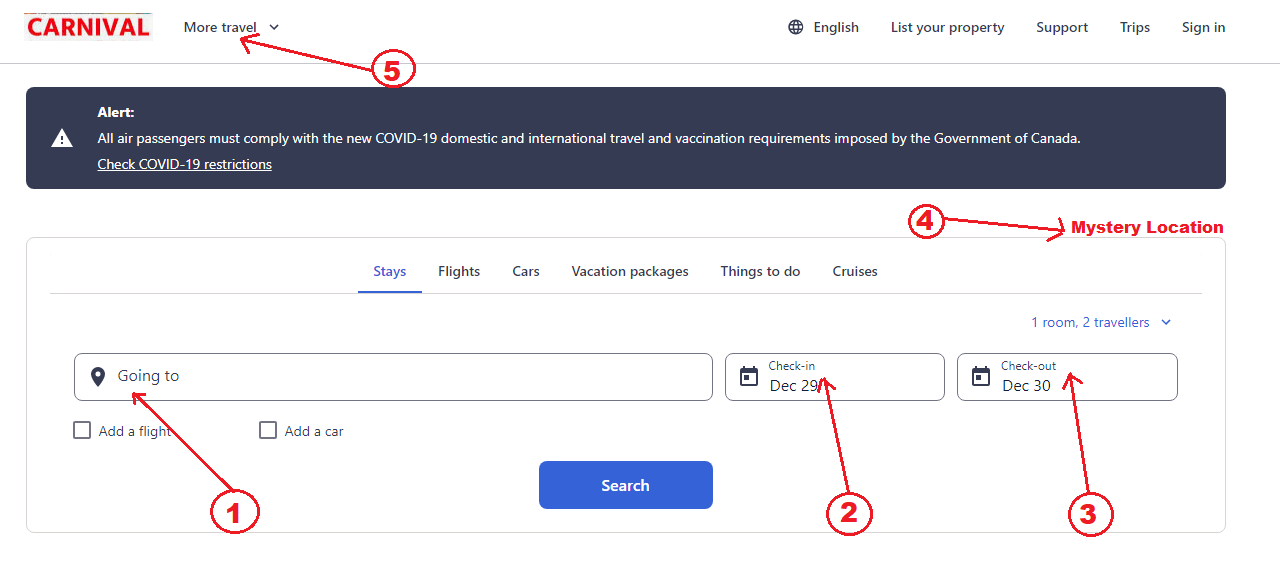 CARNIVAL
More travel
English
List your property
Support
Trips
Sign in
5
Alert:
All air passengers must comply with the new COVID-19 domestic and international travel and vaccination requirements imposed by the Government of Canada.
Check COVID-19 restrictions
4
Mystery Location
Stays
Flights
Cars
Vacation packages
Things to do
Cruises
1 room, 2 travellers
Going to
Check-in
Dec 29
Check-out
Dec 30
Add a flight
Add a car
Search
1
2
3